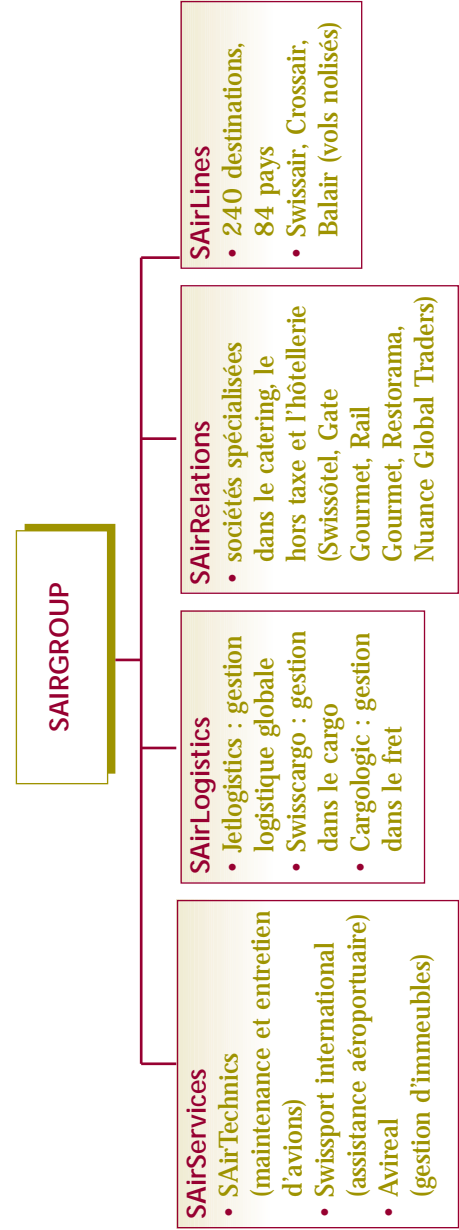 SAIRGROUP
SAirServices
• SAirTechnics
(maintenance et entretien
d'avions)
• Swissport international
(assistance aéroportuaire)
• Avireal
(gestion d'immeubles)
SAirLogistics
• Jetlogistics : gestion
logistique globale
• Swisscargo : gestion
dans le cargo
• Cargologic : gestion
dans le fret
SAirRelations
• sociétés spécialisées
dans le catering, le
hors taxe et l'hôtellerie
(Swissôtel, Gate
Gourmet, Rail
Gourmet, Restorama,
Nuance Global Traders)
SAirLines
• 240 destinations,
84 pays
• Swissair, Crossair,
Balair (vols nolisés)